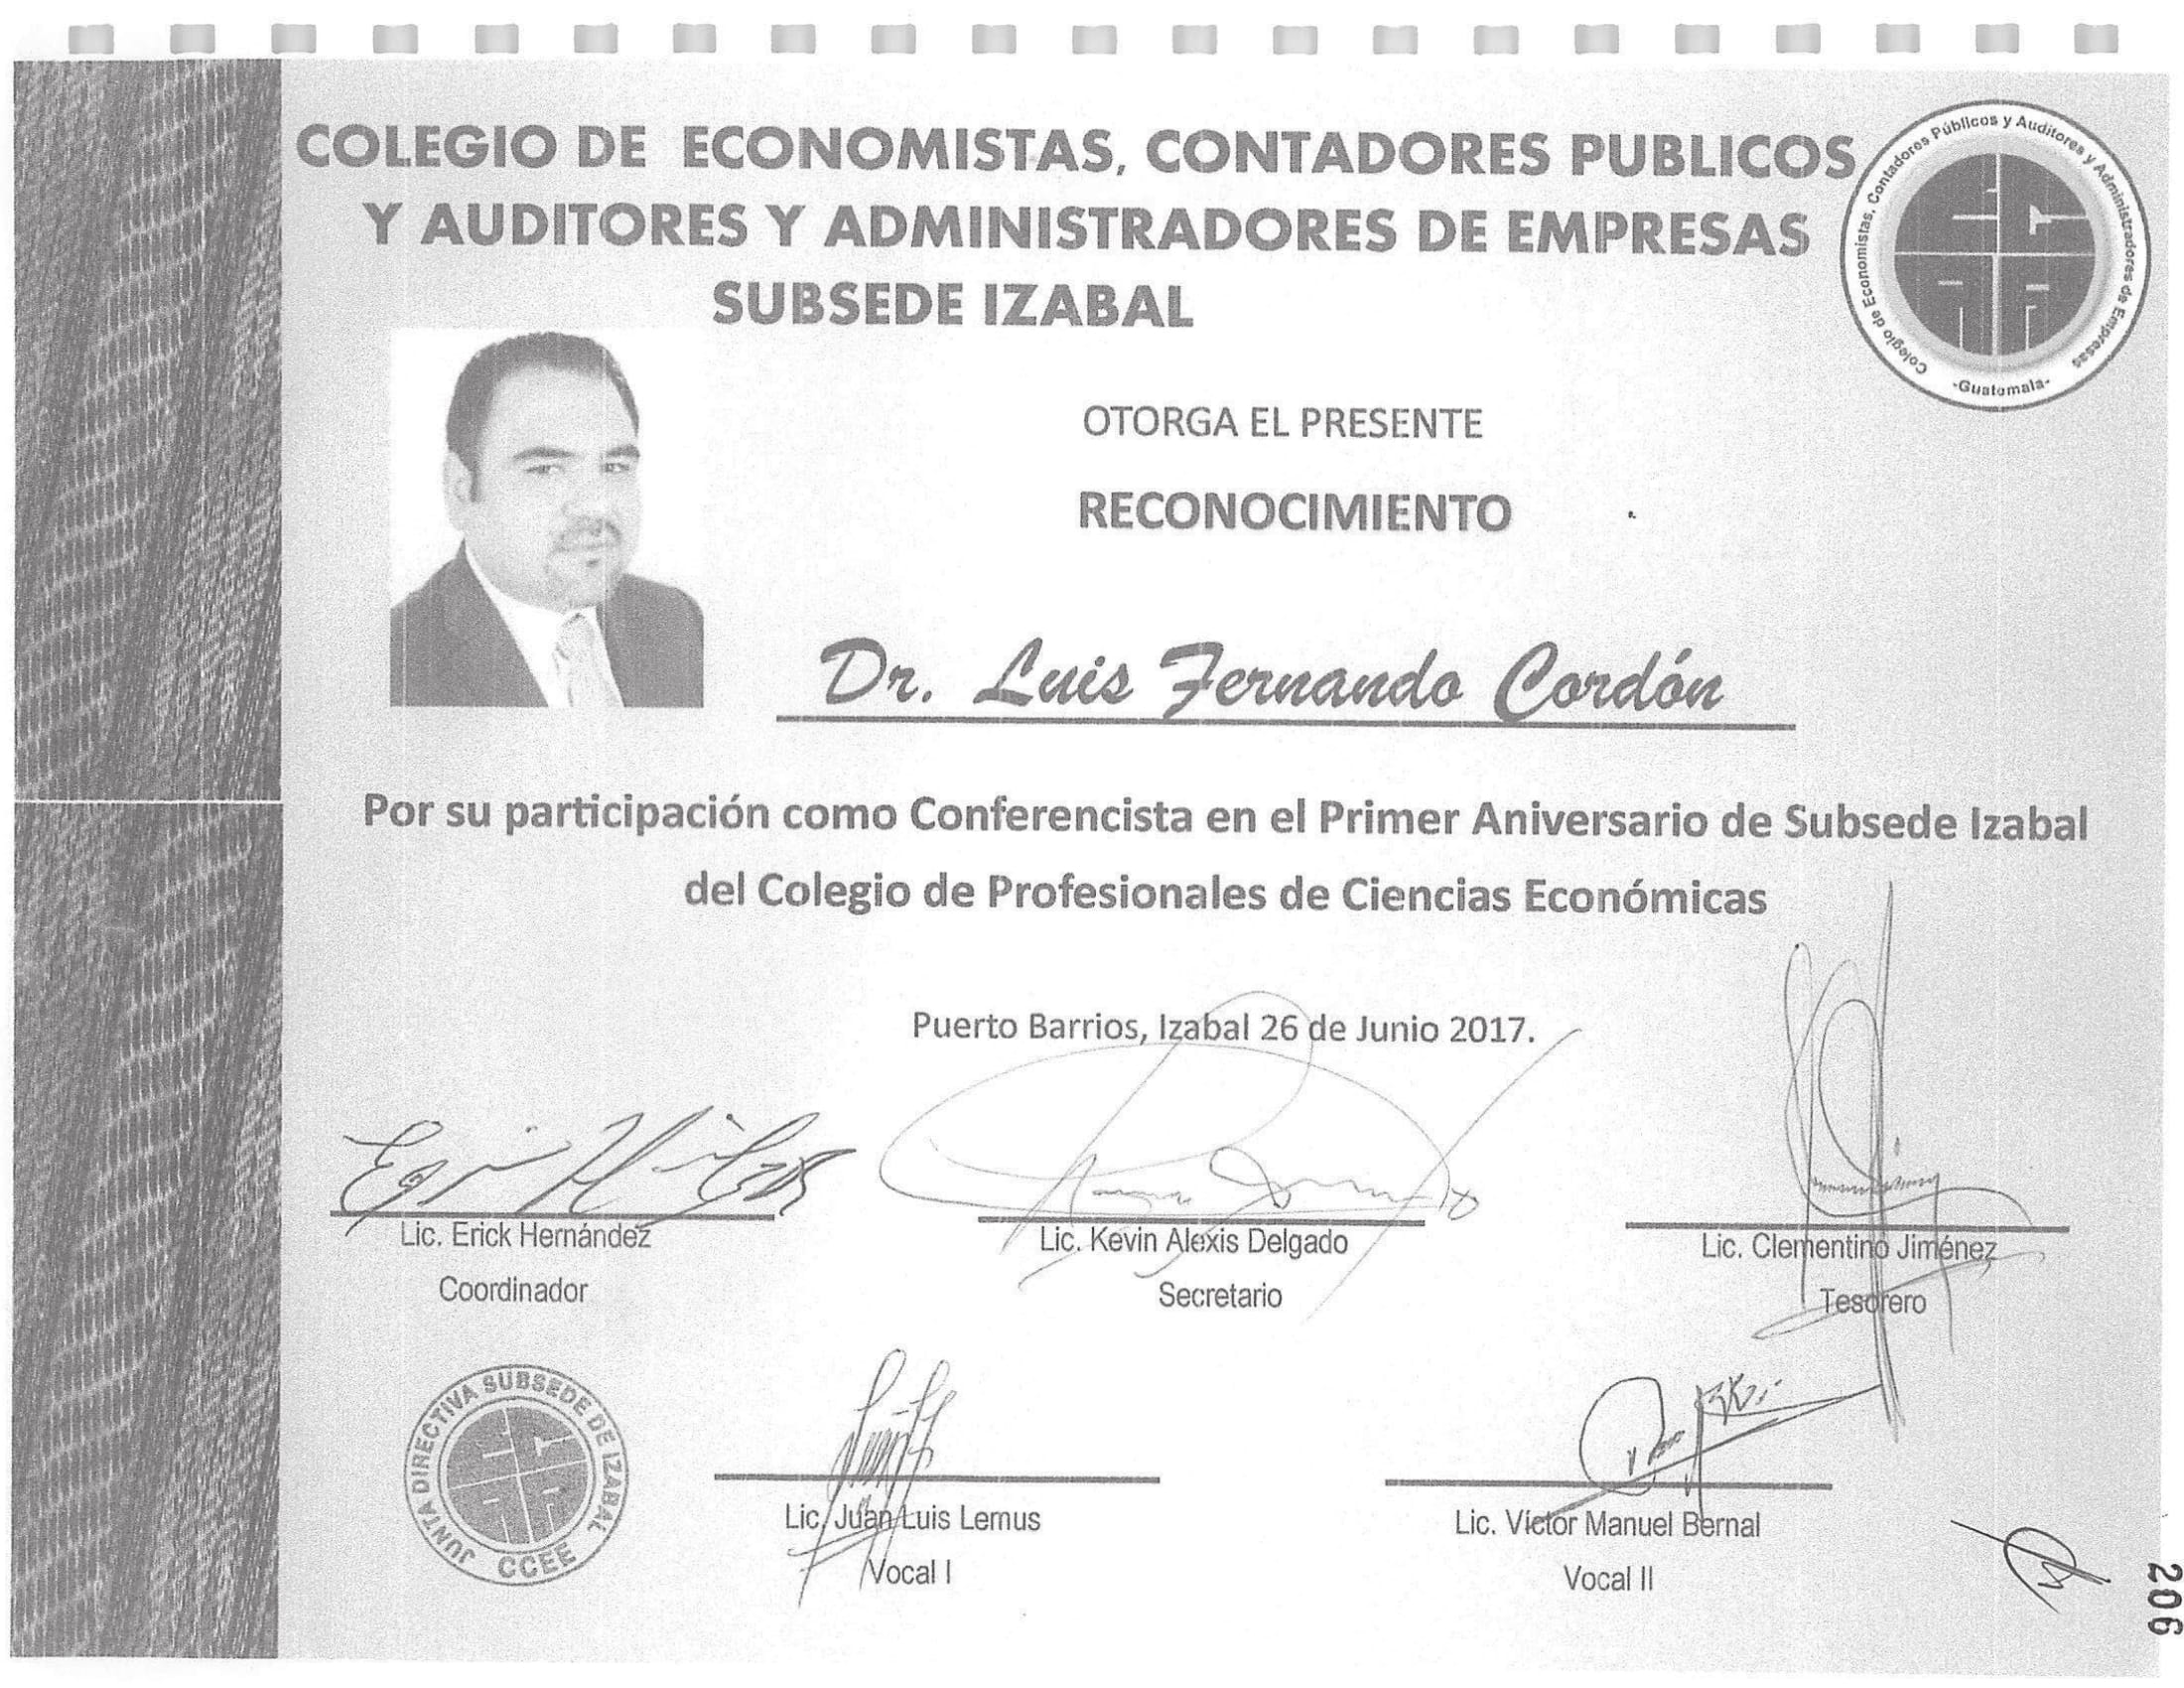 COLEGIO DE ECONOMISTAS, CONTADORES PUBLICOS
Y AUDITORES Y ADMINISTRADORES DE EMPRESAS
SUBSEDE IZABAL
Colegio de Economistas, Contadores Públicos y Auditores y Administradores de Empresas
-Guatemala-
OTORGA EL PRESENTE
RECONOCIMIENTO
Dr. Luis Fernando Cordón
Por su participación como Conferencista en el Primer Aniversario de Subsede Izabal
del Colegio de Profesionales de Ciencias Económicas
Puerto Barrios, Izabal 26 de Junio 2017.
Lic. Erick Hernández
Coordinador
Lic. Kevin Alexis Delgado
Secretario
Lic. Clementino Jiménez
Tesorero
JUNTA DIRECTIVA SUBSEDE DE IZABAL
CCEE
Lic. Juan Luis Lemus
Vocal I
Lic. Víctor Manuel Bernal
Vocal II
206